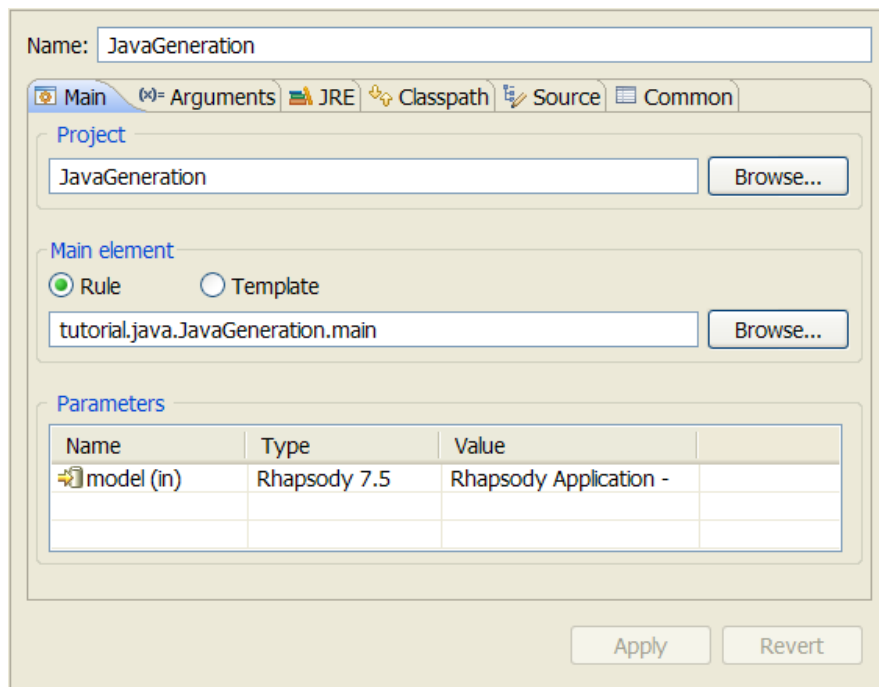 Name: JavaGeneration
Main (x)= Arguments JRE Classpath Source Common
Project
JavaGeneration Browse...
Main element
Rule Template
tutorial.java.JavaGeneration.main Browse...
Parameters
Name Type Value
model (in) Rhapsody 7.5 Rhapsody Application -
Apply Revert